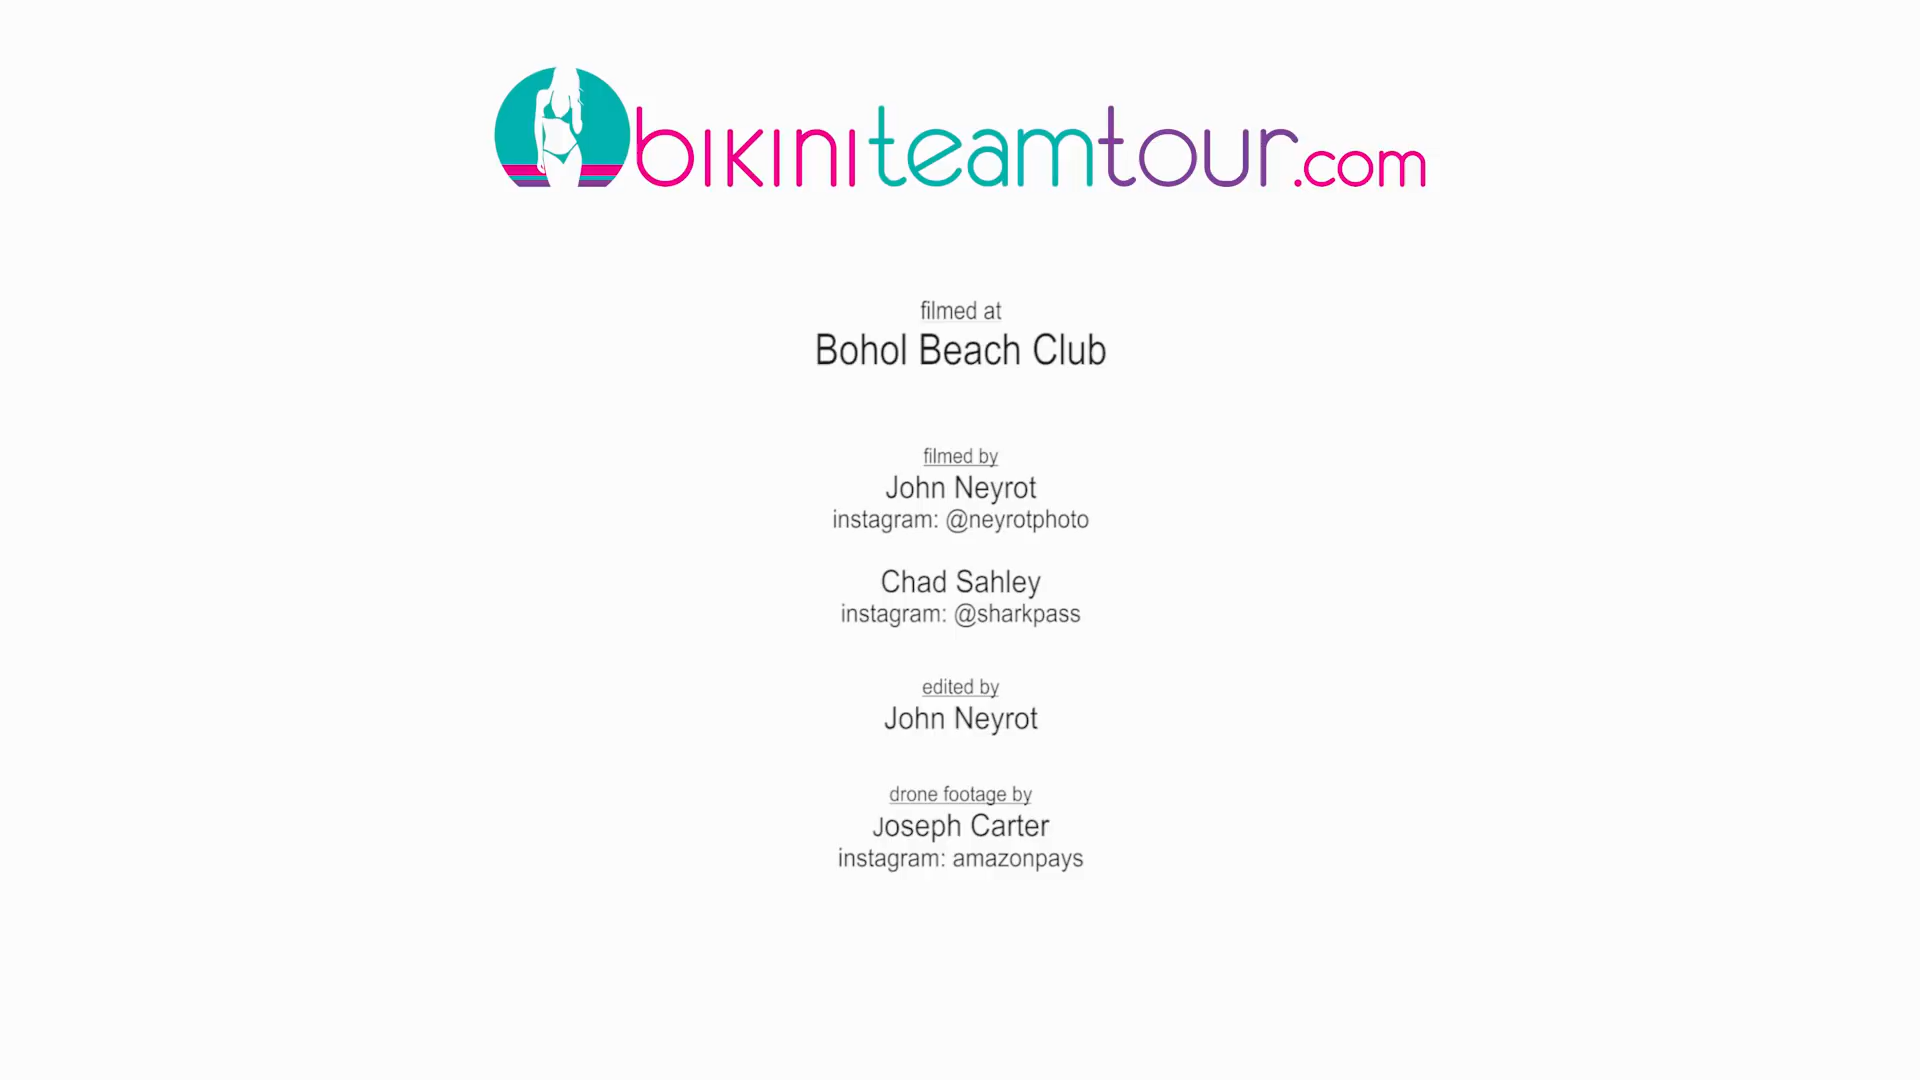 bikiniteamtour.com
filmed at
Bohol Beach Club
filmed by
John Neyrot
instagram: @neyrotphoto
Chad Sahley
instagram: @sharkpass
edited by
John Neyrot
drone footage by
Joseph Carter
instagram: amazonpays